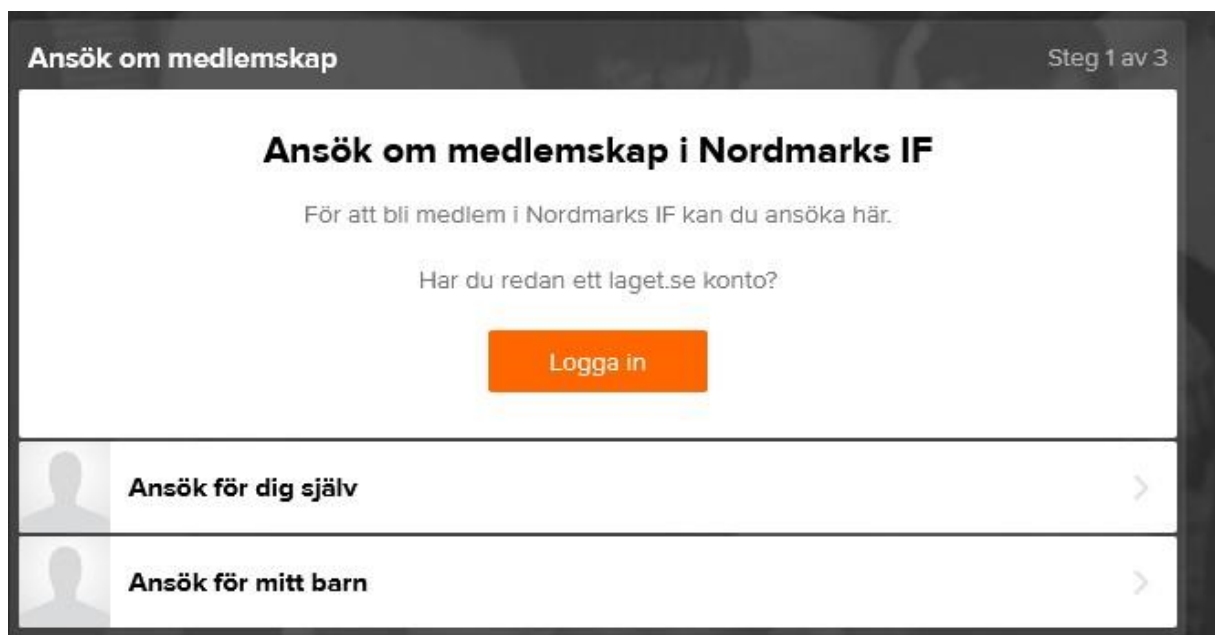 Ansök om medlemskap
Steg 1 av 3
Ansök om medlemskap i Nordmarks IF
För att bli medlem i Nordmarks IF kan du ansöka här.
Har du redan ett laget.se konto?
Logga in
Ansök för dig själv
Ansök för mitt barn